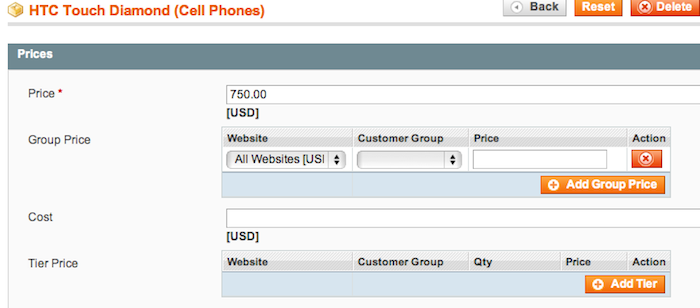 HTC Touch Diamond (Cell Phones) Back Reset Delete
Prices
Price * 750.00
[USD]
Group Price Website Customer Group Price Action
All Websites [USI
Add Group Price
Cost
[USD]
Tier Price Website Customer Group Qty Price Action
Add Tier